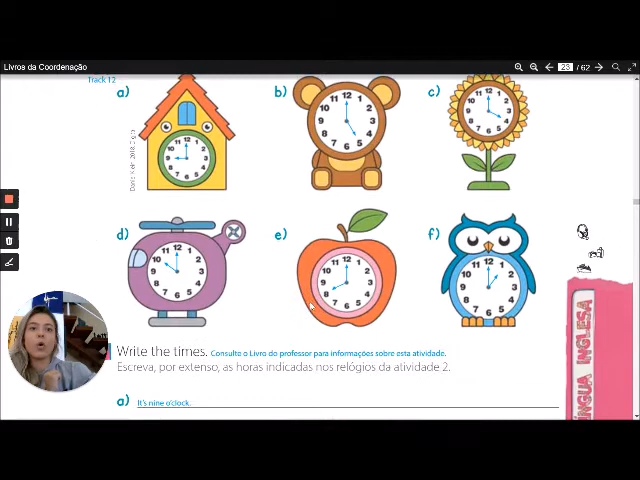 Livros da Coordenação
23 / 62
Track 12
a)
b)
c)
d)
e)
f)
Write the times. Consulte o Livro do professor para informações sobre esta atividade.
Escreva, por extenso, as horas indicadas nos relógios da atividade 2.
a) It's nine o'clock.
LÍNGUA INGLESA